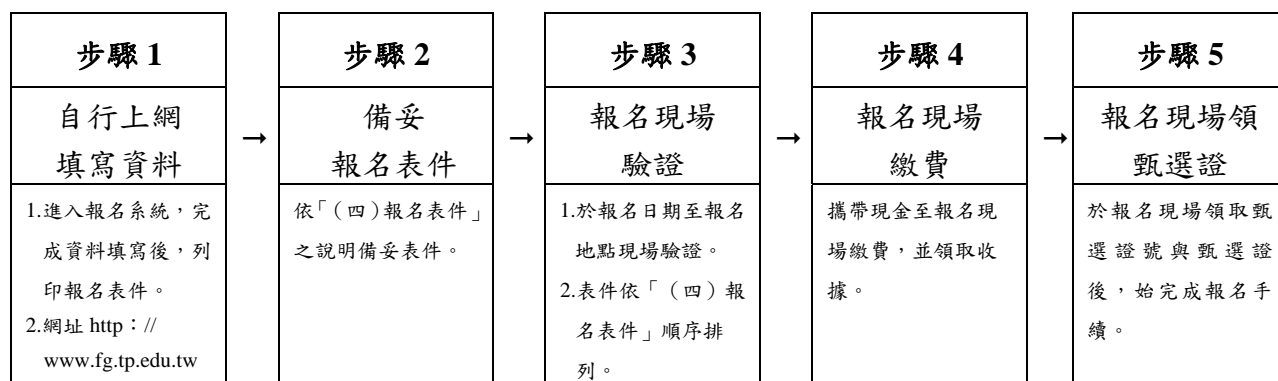 步驟 1
自行上網
填寫資料
1.進入報名系統,完
成資料填寫後,列
印報名表件。
2.網址 http：//
www.fg.tp.edu.tw
→
步驟 2
備妥
報名表件
依「（四）報名表件」
之說明備妥表件。
→
步驟 3
報名現場
驗證
1.於報名日期至報名
地點現場驗證。
2.表件依「（四）報
名表件」順序排
列。
→
步驟 4
報名現場
繳費
攜帶現金至報名現
場繳費，並領取收
據。
→
步驟 5
報名現場領
甄選證
於報名現場領取甄
選證號與甄選證
後，始完成報名手
續。